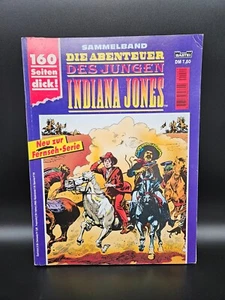 SAMMELBAND
160
Seiten
dick!
DIE ABENTEUER
DES JUNGEN
INDIANA JONES
BASTEI
DM 7,80
Neu zur
Fernseh-Serie